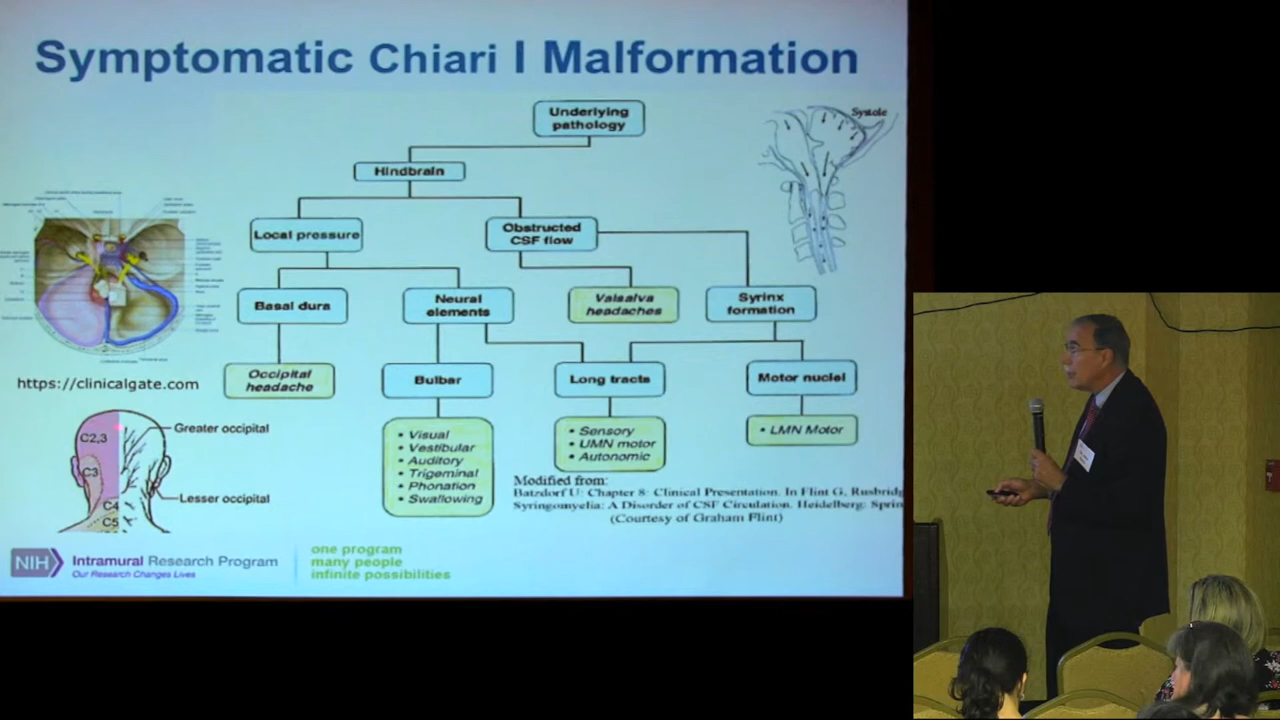 Symptomatic Chiari I Malformation
Underlying
pathology
Systole
Hindbrain
Local pressure
Obstructed
CSF flow
Basal dura
Neural
elements
Valsalva
headaches
Syrinx
formation
Occipital
headache
Bulbar
Long tracts
Motor nuclei
• Visual
• Vestibular
• Auditory
• Trigeminal
• Phonation
• Swallowing
• Sensory
• UMN motor
• Autonomic
• LMN Motor
https://clinicalgate.com
C2,3
C3
C4
C5
Greater occipital
Lesser occipital
Modified from:
Batzdorf U: Chapter 8: Clinical Presentation. In Flint G, Rusbridg
Syringomyelia: A Disorder of CSF Circulation. Heidelberg: Sprin
(Courtesy of Graham Flint)
NIH
Intramural Research Program
Our Research Changes Lives
one program
many people
infinite possibilities